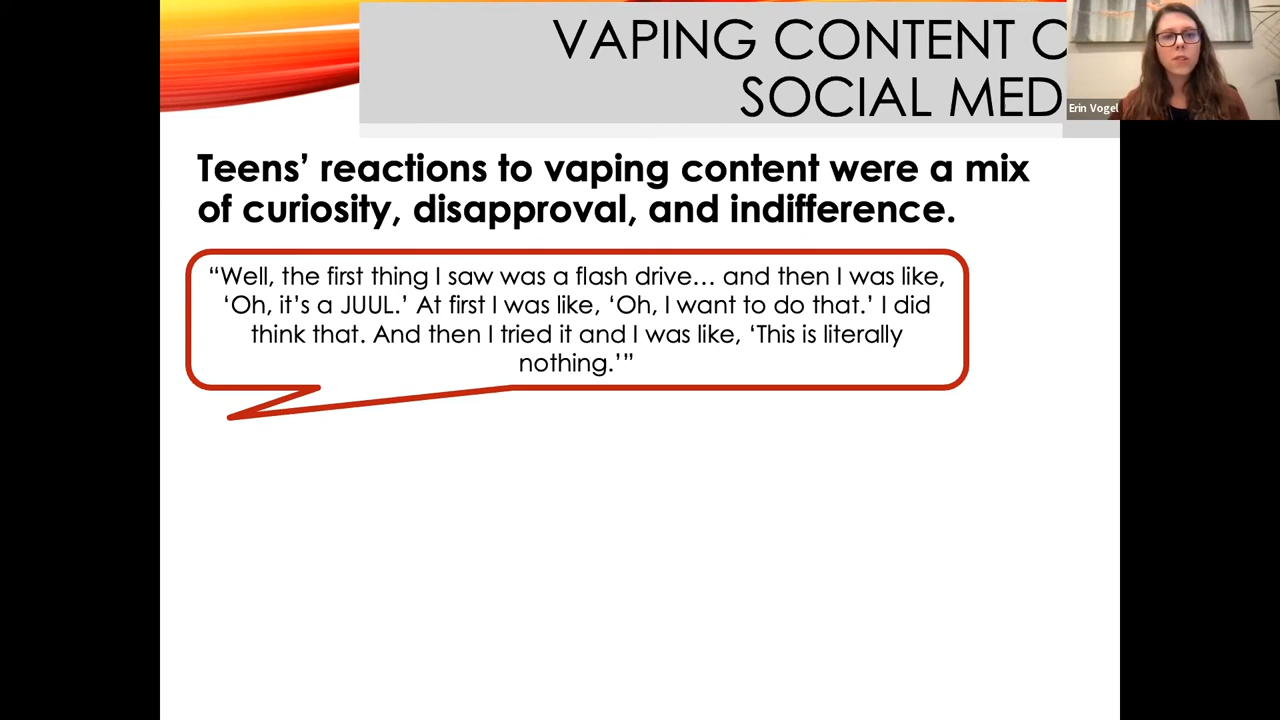 VAPING CONTENT
SOCIAL MED
Erin Vogel
Teens’ reactions to vaping content were a mix
of curiosity, disapproval, and indifference.
“Well, the first thing I saw was a flash drive… and then I was like,
‘Oh, it’s a JUUL.’ At first I was like, ‘Oh, I want to do that.’ I did
think that. And then I tried it and I was like, ‘This is literally
nothing.’”